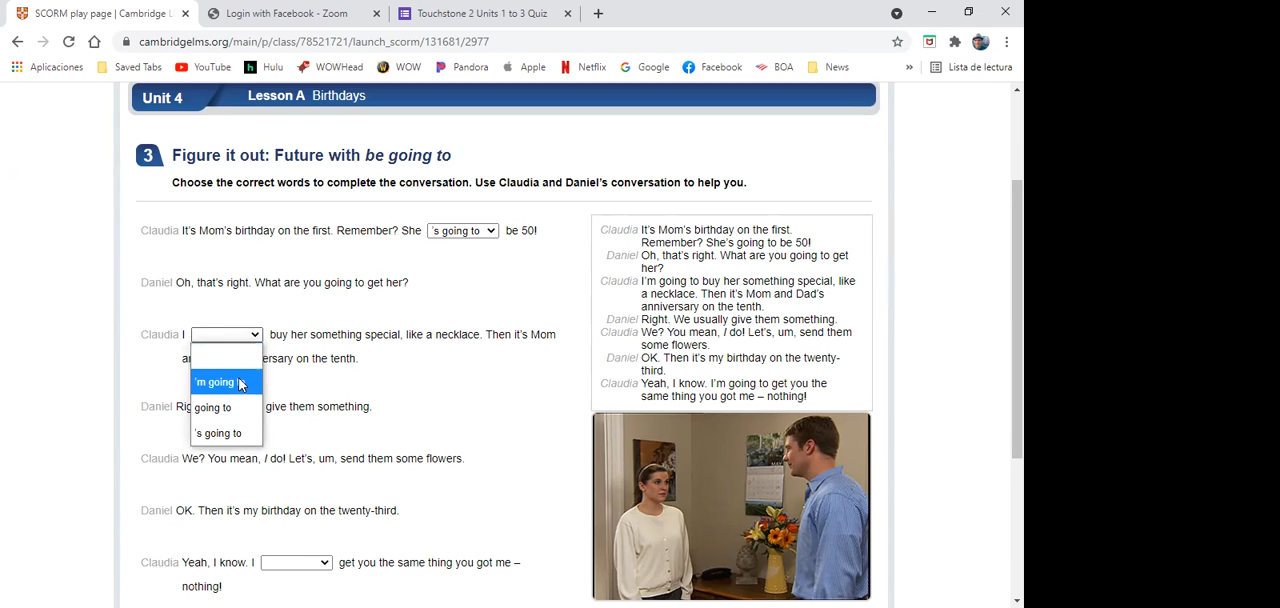 SCORM play page | Cambridge L
Login with Facebook - Zoom
Touchstone 2 Units 1 to 3 Quiz
cambridgelms.org/main/p/class/78521721/launch_scorm/131681/2977
Aplicaciones Saved Tabs YouTube Hulu WOWHead WOW Pandora Apple Netflix Google Facebook BOA News » Lista de lectura
Unit 4 Lesson A Birthdays
3 Figure it out: Future with be going to
Choose the correct words to complete the conversation. Use Claudia and Daniel's conversation to help you.
Claudia It's Mom's birthday on the first. Remember? She 's going to be 50!
Daniel Oh, that's right. What are you going to get her?
Claudia I buy her something special, like a necklace. Then it's Mom
ersary on the tenth.
'm going
going to
's going to
Daniel give them something.
Claudia We? You mean, I do! Let's, um, send them some flowers.
Daniel OK. Then it's my birthday on the twenty-third.
Claudia Yeah, I know. I get you the same thing you got me –
nothing!
Claudia It's Mom's birthday on the first.
Remember? She's going to be 50!
Daniel Oh, that's right. What are you going to get
her?
Claudia I'm going to buy her something special, like
a necklace. Then it's Mom and Dad's
anniversary on the tenth.
Daniel Right. We usually give them something.
Claudia We? You mean, I do! Let's, um, send them
some flowers.
Daniel OK. Then it's my birthday on the twenty-
third.
Claudia Yeah, I know. I'm going to get you the
same thing you got me – nothing!
MAY